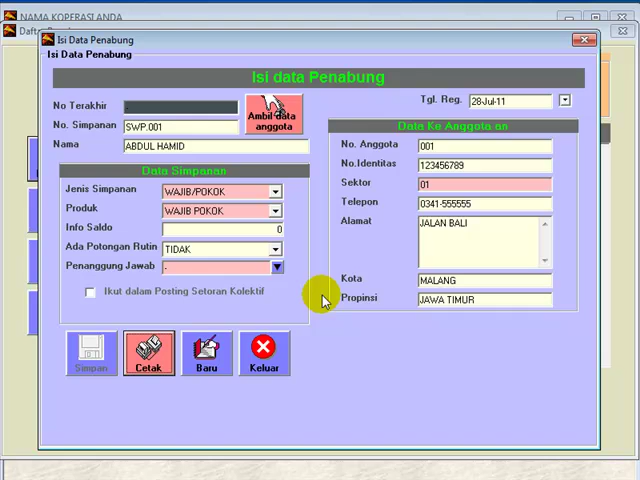 NAMA KOPERASI ANDA
Isi Data Penabung
Isi Data Penabung
Isi data Penabung
No Terakhir
-
No. Simpanan
SWP.001
Ambil data
anggota
Nama
ABDUL HAMID
Tgl. Reg.
28-Jul-11
Data Simpanan
Jenis Simpanan
WAJIB/POKOK
Produk
WAJIB POKOK
Info Saldo
0
Ada Potongan Rutin
TIDAK
Penanggung Jawab
-
Ikut dalam Posting Setoran Kolektif
Data Ke Anggota an
No. Anggota
001
No.Identitas
123456789
Sektor
01
Telepon
0341-555555
Alamat
JALAN BALI
Kota
MALANG
Propinsi
JAWA TIMUR
Simpan
Cetak
Baru
Keluar